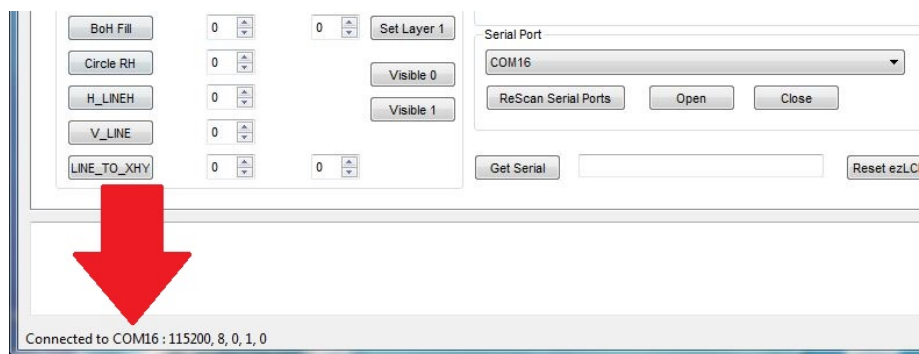 BoH Fill 0 0 Set Layer 1
Serial Port
Circle RH 0
COM16
Visible 0
H_LINEH 0
ReScan Serial Ports Open Close
Visible 1
V_LINE 0
LINE_TO_XHY 0 0
Get Serial
Connected to COM16 : 115200, 8, 0, 1, 0